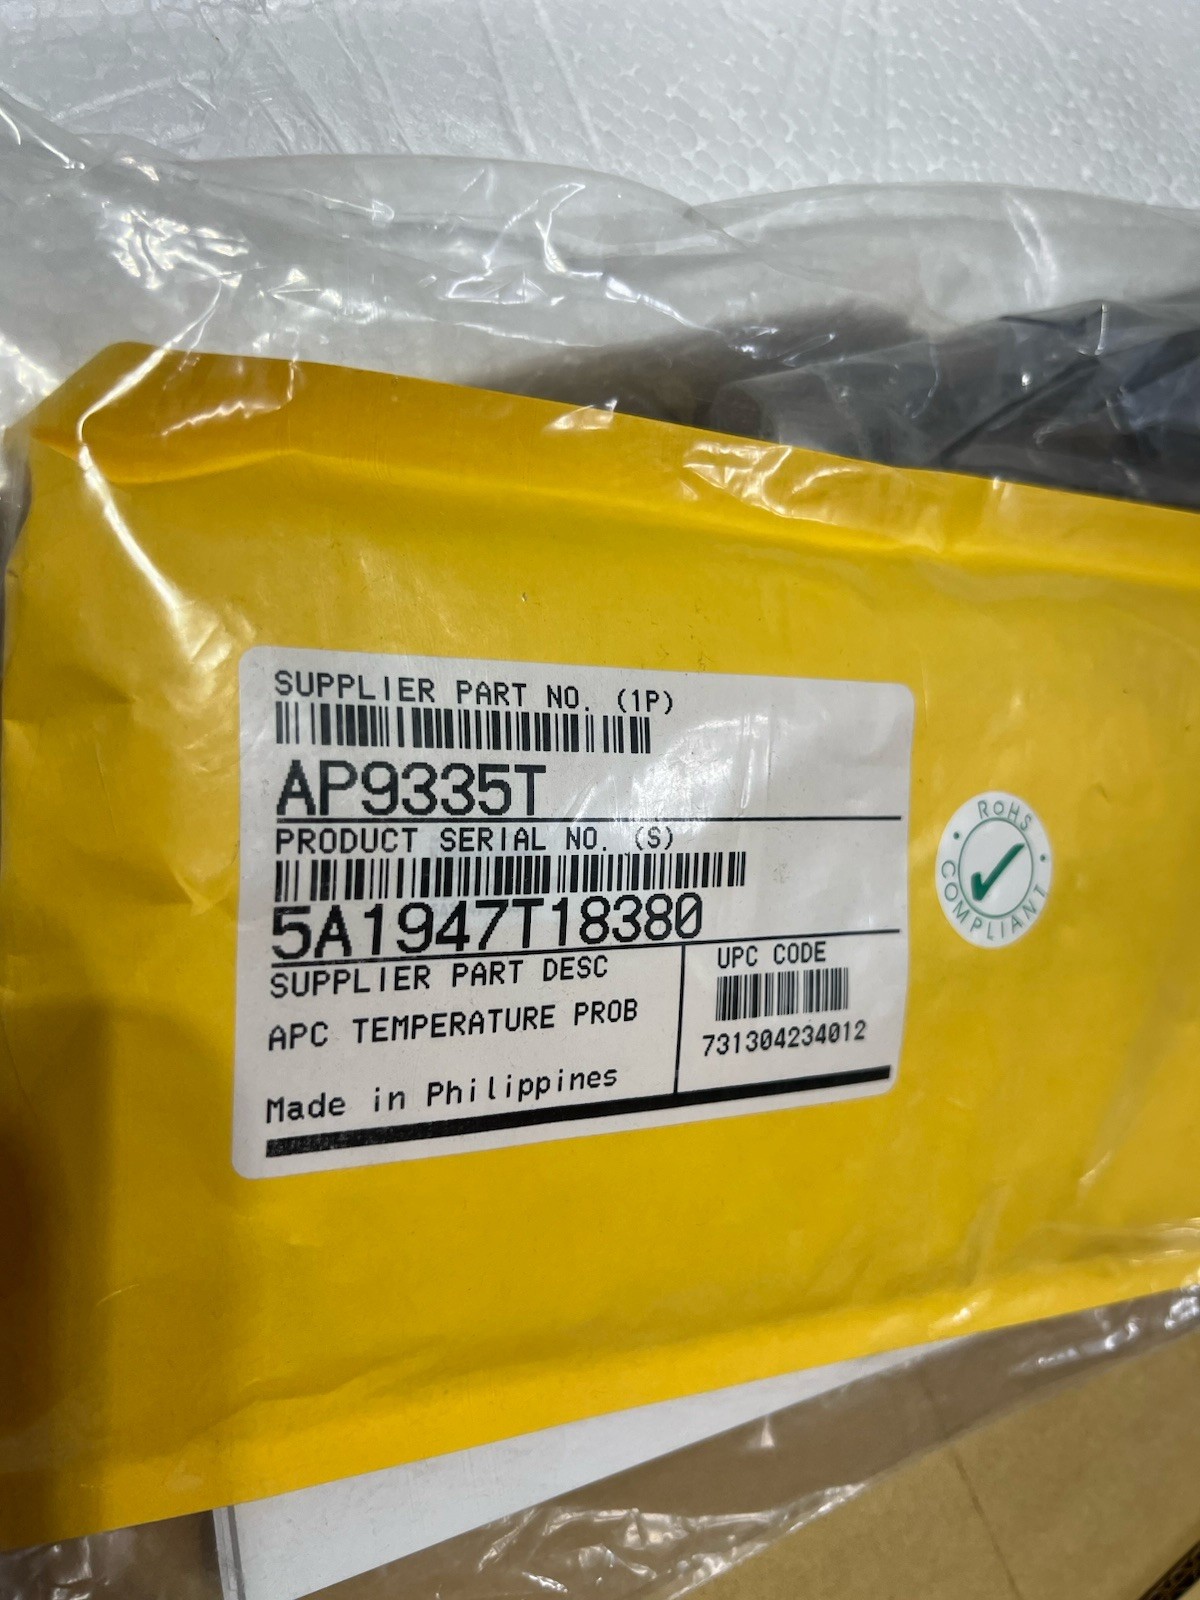 SUPPLIER PART NO. (1P)
AP9335T
PRODUCT SERIAL NO. (S)
5A1947T18380
SUPPLIER PART DESC
APC TEMPERATURE PROB
Made in Philippines
UPC CODE
731304234012
RoHS
COMPLIANT